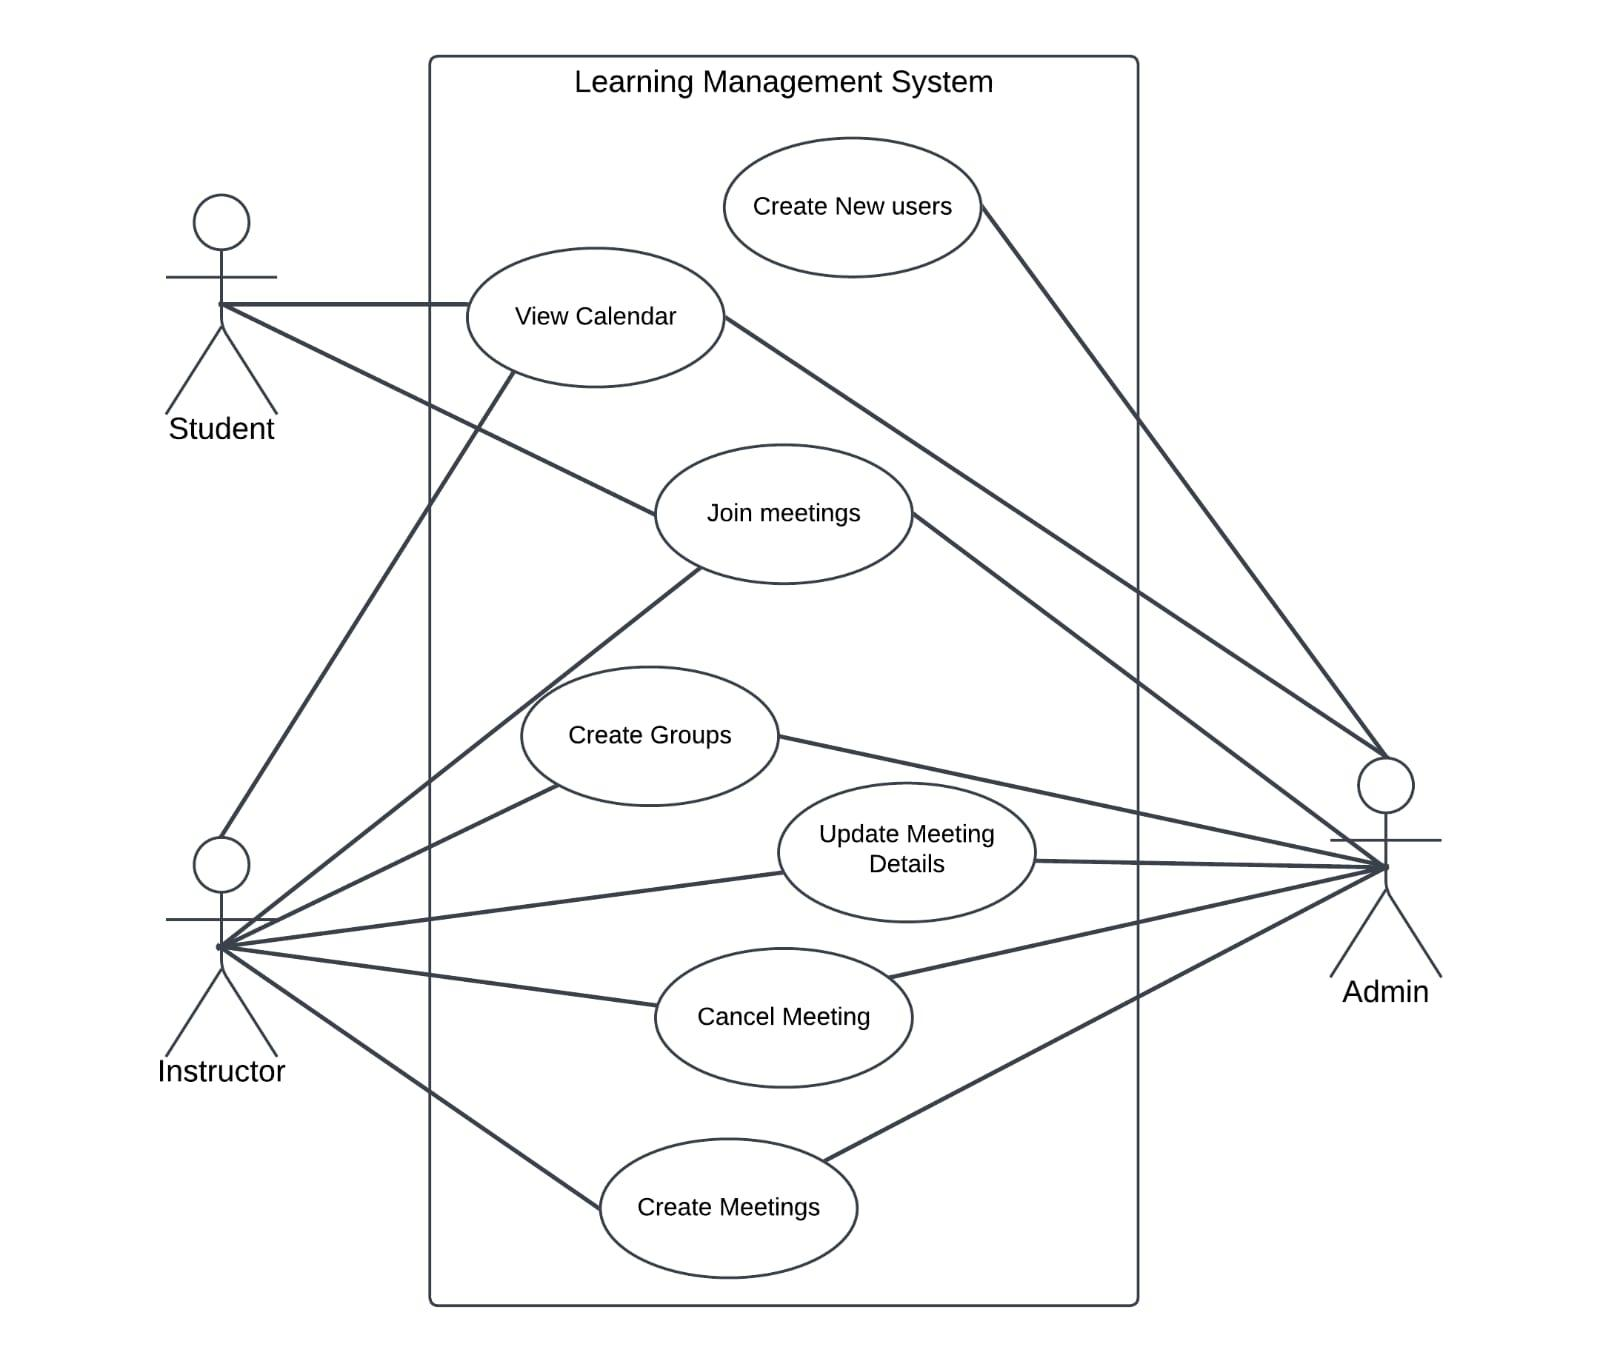 Learning Management System
Create New users
View Calendar
Student
Join meetings
Create Groups
Update Meeting
Details
Admin
Cancel Meeting
Instructor
Create Meetings